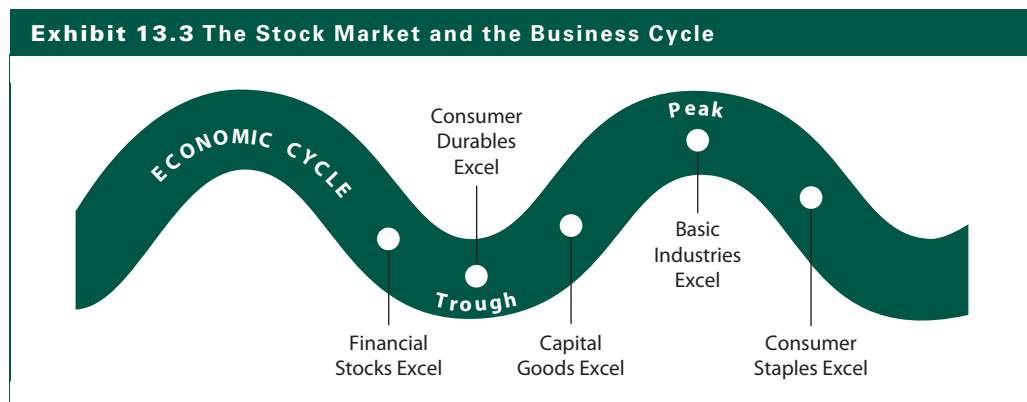 Exhibit 13.3 The Stock Market and the Business Cycle
ECONOMIC CYCLE
Consumer
Durables
Excel
Peak
Trough
Basic
Industries
Excel
Financial
Stocks Excel
Capital
Goods Excel
Consumer
Staples Excel